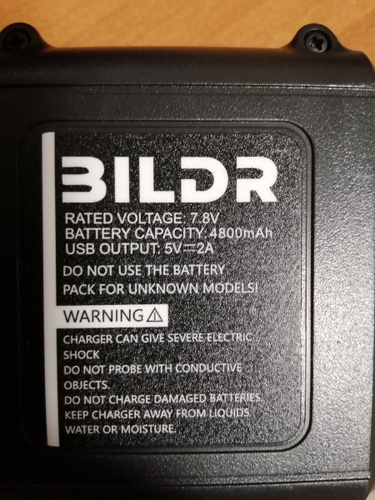 BILDR
RATED VOLTAGE: 7.8V
BATTERY CAPACITY: 4800mAh
USB OUTPUT: 5V⎓2A
DO NOT USE THE BATTERY
PACK FOR UNKNOWN MODELS!
WARNING⚠
CHARGER CAN GIVE SEVERE ELECTRIC
SHOCK
DO NOT PROBE WITH CONDUCTIVE
OBJECTS.
DO NOT CHARGE DAMAGED BATTERIES.
KEEP CHARGER AWAY FROM LIQUIDS.
WATER OR MOISTURE.